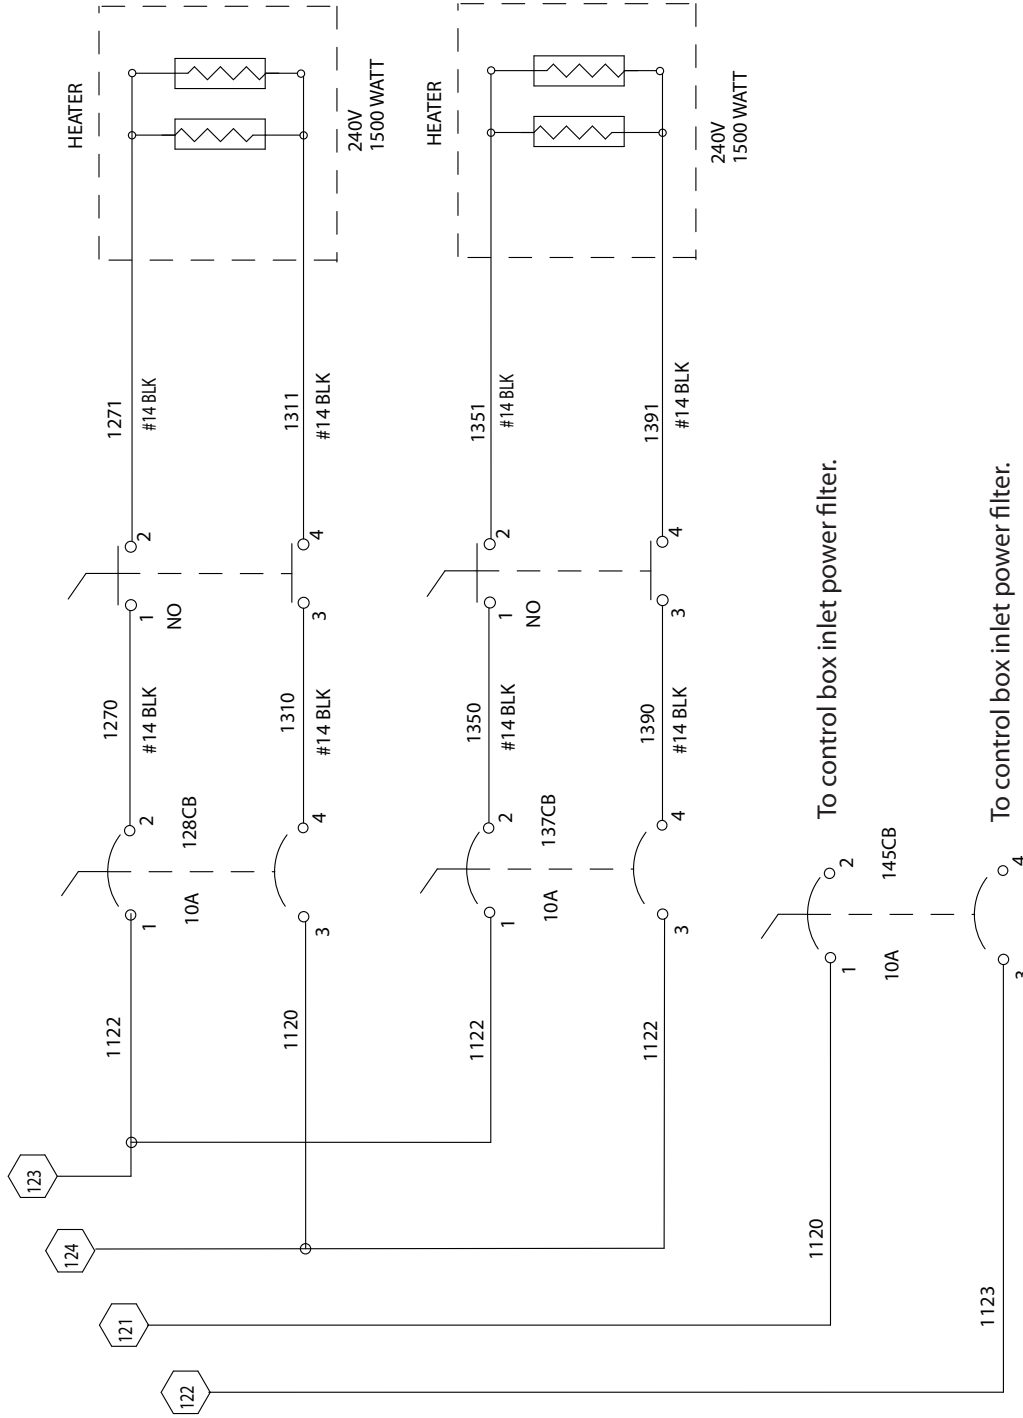 HEATER
240V
1500 WATT
1271
#14 BLK
1311
#14 BLK
2
4
1
NO
3
1270
#14 BLK
1310
#14 BLK
2
128CB
4
1
10A
3
1122
1120
HEATER
240V
1500 WATT
1351
#14 BLK
1391
#14 BLK
2
4
1
NO
3
1350
#14 BLK
1390
#14 BLK
2
137CB
4
1
10A
3
1122
1122
To control box inlet power filter.
2
145CB
1
10A
1120
To control box inlet power filter.
4
3
1123
123
124
121
122